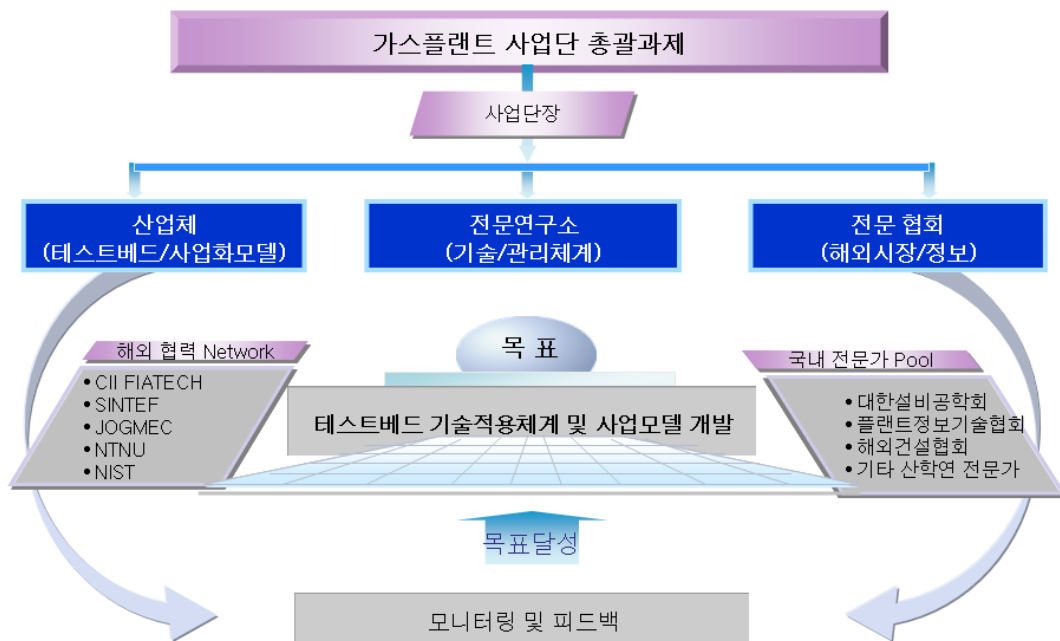 가스플랜트 사업단 총괄과제
사업단장
산업체
(테스트베드/사업화모델)
전문연구소
(기술/관리체계)
전문 협회
(해외시장/정보)
해외 협력 Network
• CII FIATECH
• SINTEF
• JOGMEC
• NTNU
• NIST
목 표
테스트베드 기술적용체계 및 사업모델 개발
국내 전문가 Pool
• 대한설비공학회
• 플랜트정보기술협회
• 해외건설협회
• 기타 산학연 전문가
목표달성
모니터링 및 피드백